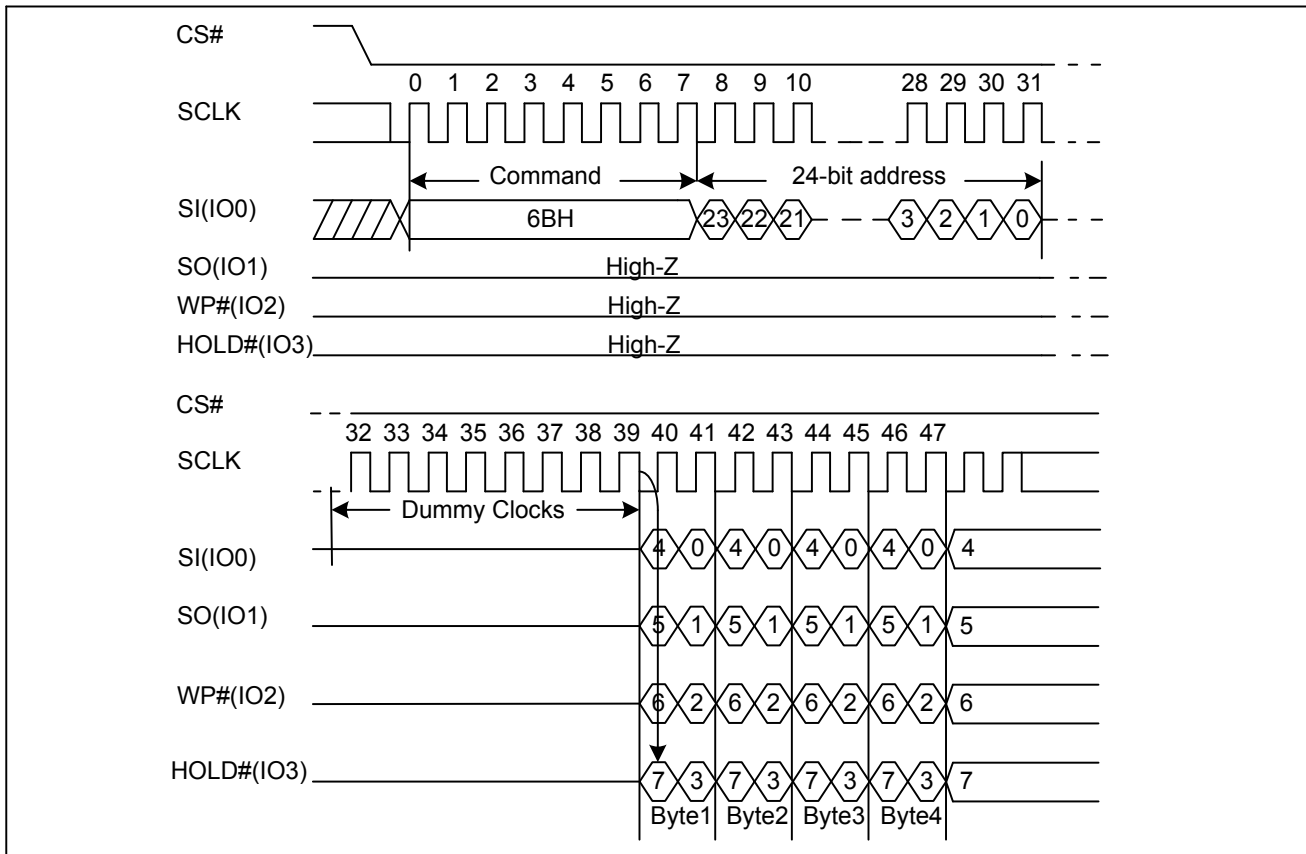 CS#
0 1 2 3 4 5 6 7 8 9 10 28 29 30 31
SCLK
Command 24-bit address
SI(IO0) 6BH 23 22 21 3 2 1 0
SO(IO1) High-Z
WP#(IO2) High-Z
HOLD#(IO3) High-Z
CS#
32 33 34 35 36 37 38 39 40 41 42 43 44 45 46 47
SCLK
Dummy Clocks
SI(IO0) 4 0 4 0 4 0 4 0 4
SO(IO1) 5 1 5 1 5 1 5 1 5
WP#(IO2) 6 2 6 2 6 2 6 2 6
HOLD#(IO3) 7 3 7 3 7 3 7 3 7
Byte1 Byte2 Byte3 Byte4